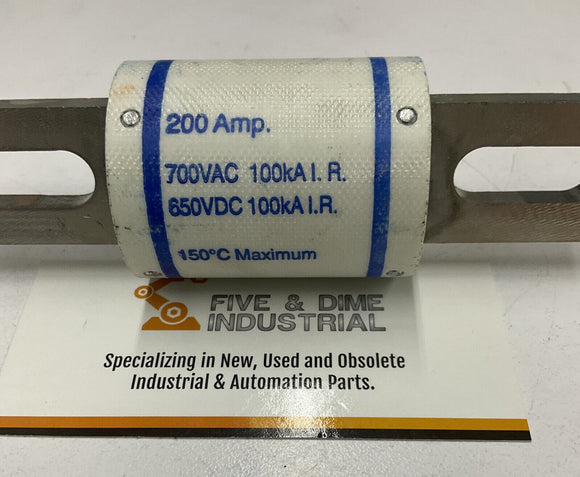 200 Amp.
700VAC 100kA I. R.
650VDC 100kA I.R.
150°C Maximum
FIVE & DIME
INDUSTRIAL
Specializing in New, Used and Obsolete
Industrial & Automation Parts.